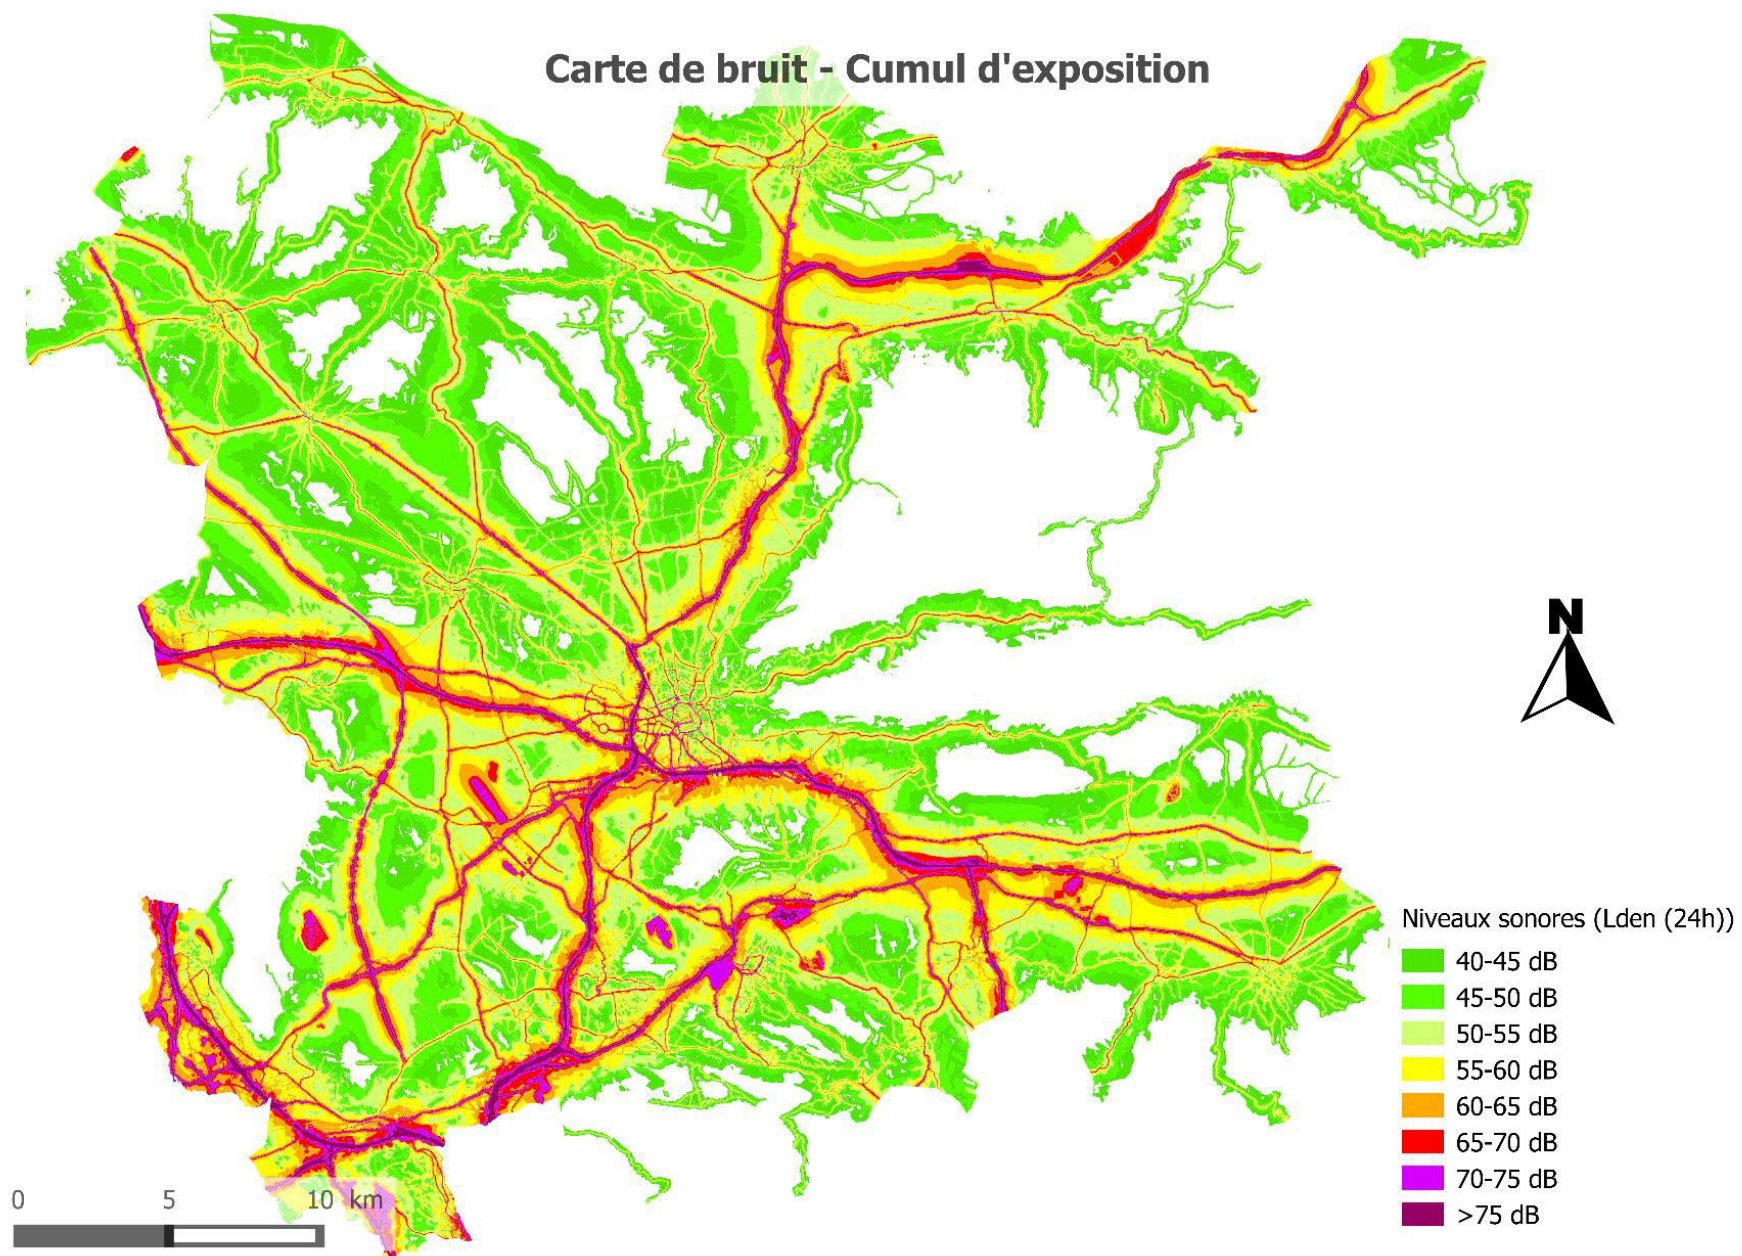 Carte de bruit - Cumul d'exposition
N
Niveaux sonores (Lden (24h))
40-45 dB
45-50 dB
50-55 dB
55-60 dB
60-65 dB
65-70 dB
70-75 dB
>75 dB
0 5 10 km